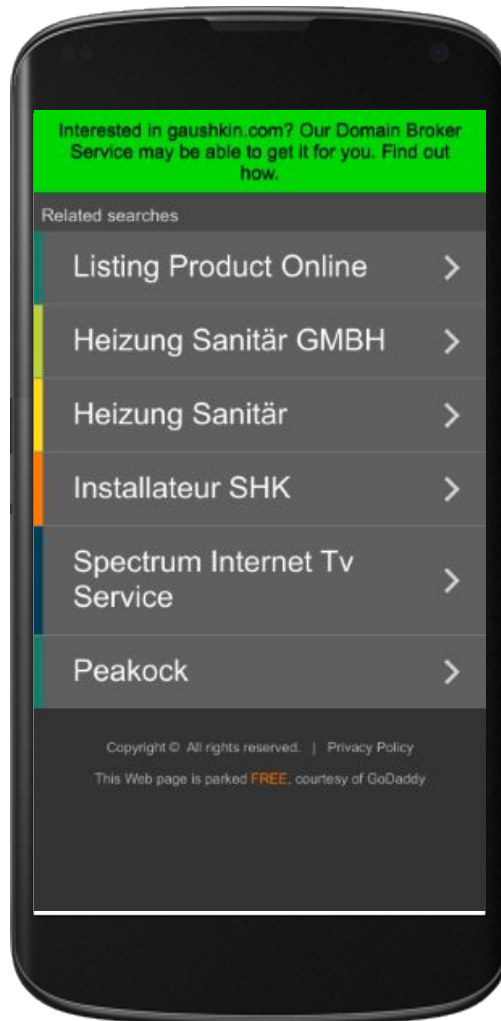 Interested in gaushkin.com? Our Domain Broker
Service may be able to get it for you. Find out
how.
Related searches
Listing Product Online
Heizung Sanitär GMBH
Heizung Sanitär
Installateur SHK
Spectrum Internet Tv
Service
Peakock
Copyright © All rights reserved. | Privacy Policy
This Web page is parked FREE, courtesy of GoDaddy